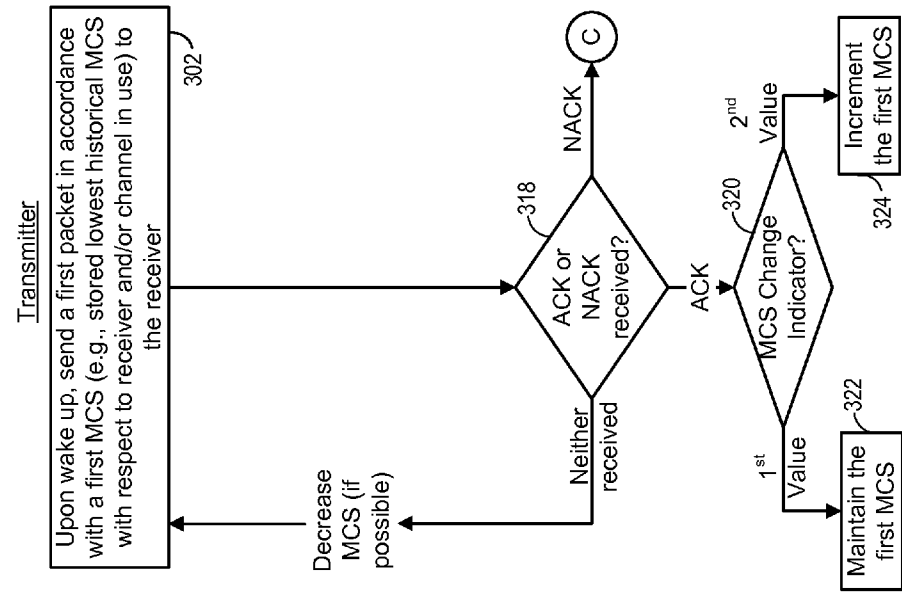 Transmitter
Upon wake up, send a first packet in accordance
with a first MCS (e.g., stored lowest historical MCS
with respect to receiver and/or channel in use) to
the receiver
302
Decrease
MCS (if
possible)
Neither
received
ACK or
NACK
received?
318
NACK
C
ACK
MCS Change
Indicator?
320
1st
Value
2nd
Value
Maintain the
first MCS
322
Increment
the first MCS
324